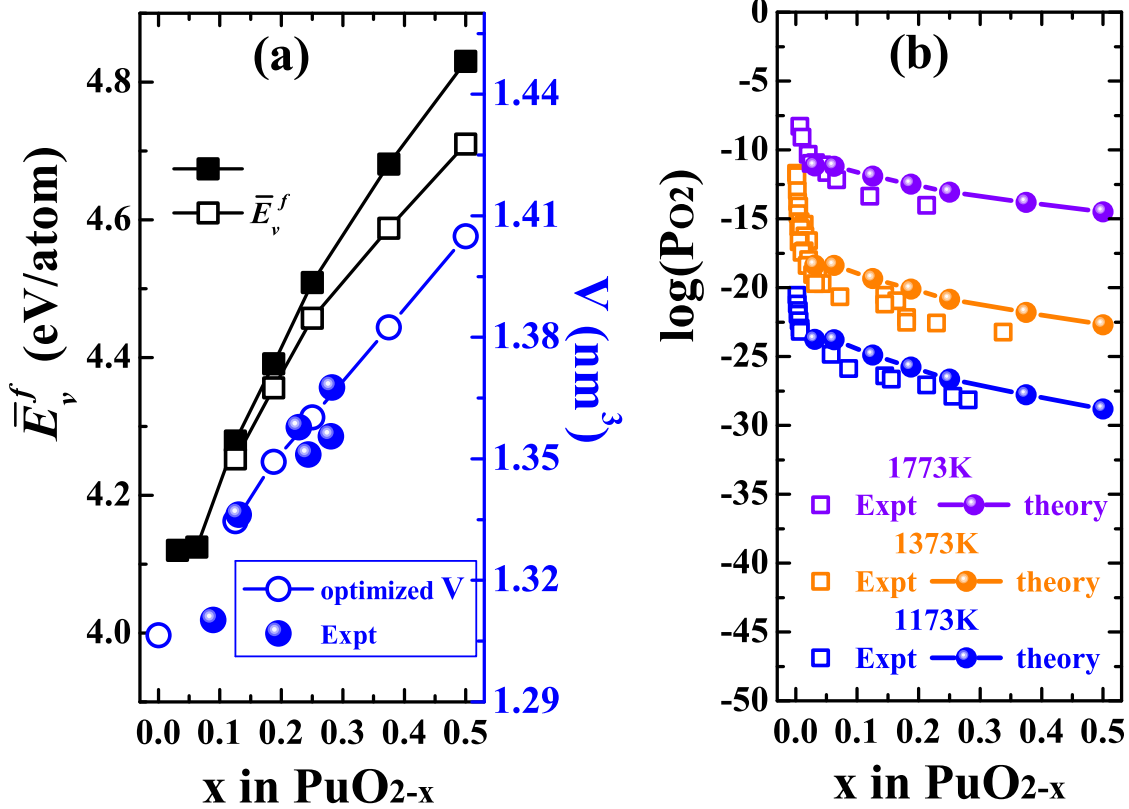 (a)
4.8
4.6
4.4
4.2
4.0
Ē_v^f (eV/atom)
Ē_v^f
1.44
1.41
1.38
1.35
1.32
1.29
V (nm³)
optimized V
Expt
0.0 0.1 0.2 0.3 0.4 0.5
x in PuO₂₋ₓ
(b)
0
-5
-10
-15
-20
-25
-30
-35
-40
-45
-50
log(Po₂)
1773K
Expt theory
1373K
Expt theory
1173K
Expt theory
0.0 0.1 0.2 0.3 0.4 0.5
x in PuO₂₋ₓ